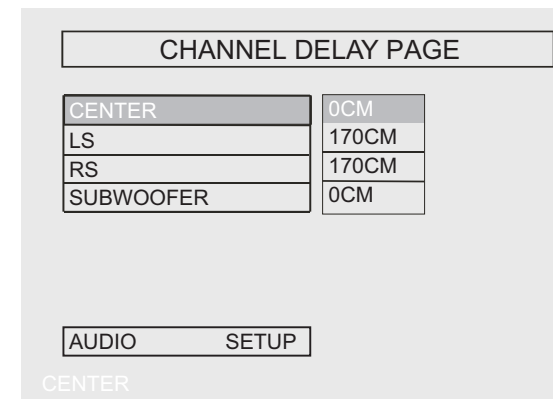 CHANNEL DELAY PAGE
CENTER 0CM
LS 170CM
RS 170CM
SUBWOOFER 0CM
AUDIO SETUP
CENTER